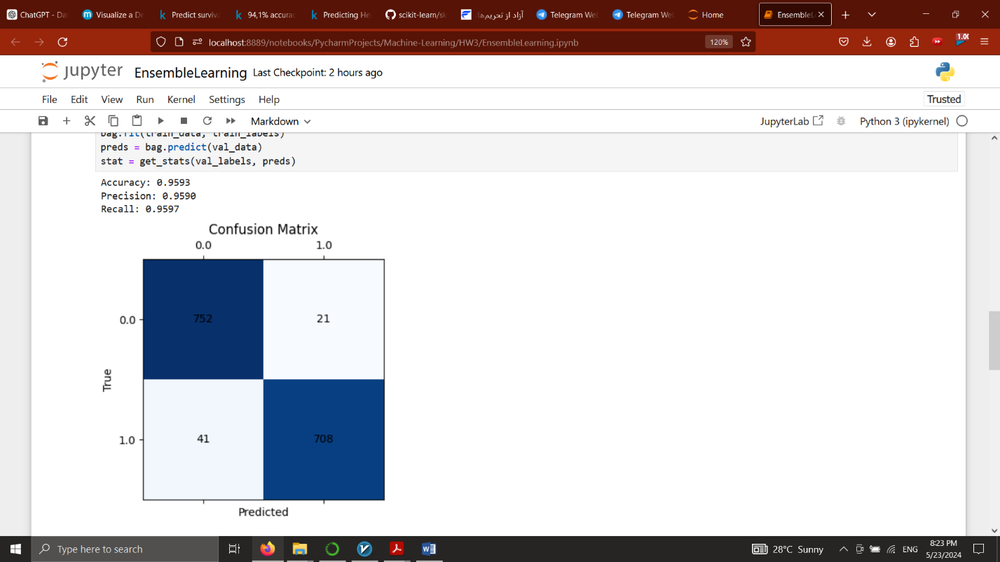 ChatGPT - Da
Visualize a De
Predict surviva
94,1% accurac
Predicting He
scikit-learn/sk
آزاد از تحریم‌ها
Telegram Wel
Telegram Wel
Home
EnsembleL
localhost:8889/notebooks/PycharmProjects/Machine-Learning/HW3/EnsembleLearning.ipynb
120%
1.0
jupyter EnsembleLearning Last Checkpoint: 2 hours ago
File Edit View Run Kernel Settings Help
Trusted
Markdown
JupyterLab
Python 3 (ipykernel)
bag.fit(train_data, train_labels)
preds = bag.predict(val_data)
stat = get_stats(val_labels, preds)
Accuracy: 0.9593
Precision: 0.9590
Recall: 0.9597
Confusion Matrix
0.0 1.0
0.0 752 21
True
1.0 41 708
Predicted
Type here to search
28°C Sunny
ENG
8:23 PM
5/23/2024